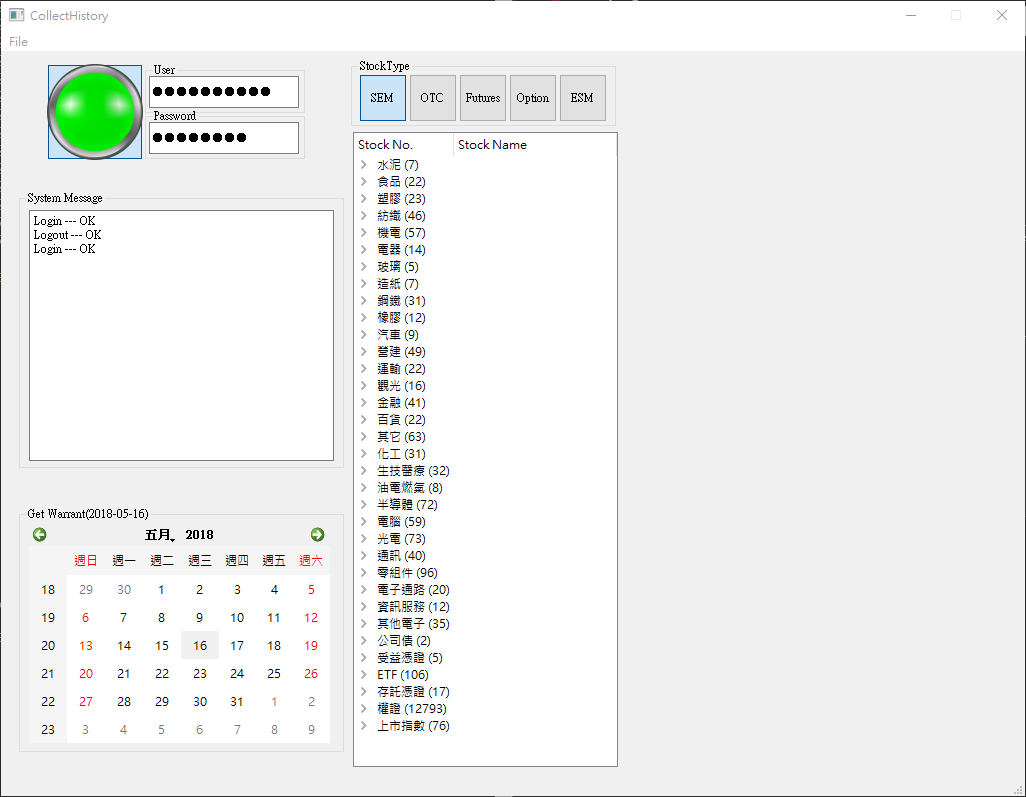 CollectHistory
File
User
●●●●●●●●●●
Password
●●●●●●●●
System Message
Login --- OK
Logout --- OK
Login --- OK
Get Warrant(2018-05-16)
五月, 2018
週日 週一 週二 週三 週四 週五 週六
18 29 30 1 2 3 4 5
19 6 7 8 9 10 11 12
20 13 14 15 16 17 18 19
21 20 21 22 23 24 25 26
22 27 28 29 30 31 1 2
23 3 4 5 6 7 8 9
StockType
SEM OTC Futures Option ESM
Stock No. Stock Name
水泥 (7)
食品 (22)
塑膠 (23)
紡織 (46)
機電 (57)
電器 (14)
玻璃 (5)
造紙 (7)
鋼鐵 (31)
橡膠 (12)
汽車 (9)
營建 (49)
運輸 (22)
觀光 (16)
金融 (41)
百貨 (22)
其它 (63)
化工 (31)
生技醫療 (32)
油電燃氣 (8)
半導體 (72)
電腦 (59)
光電 (73)
通訊 (40)
零組件 (96)
電子通路 (20)
資訊服務 (12)
其他電子 (35)
公司債 (2)
受益憑證 (5)
ETF (106)
存託憑證 (17)
權證 (12793)
上市指數 (76)